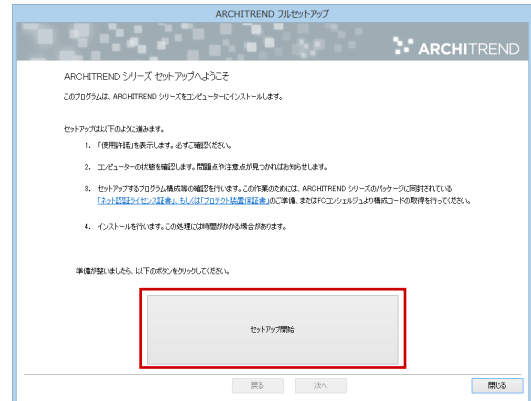 ARCHITREND フルセットアップ
ARCHITREND
ARCHITREND シリーズ セットアップへようこそ
このプログラムは、ARCHITREND シリーズをコンピューターにインストールします。
セットアップは以下のように進みます。
1. 「使用許諾」を表示します。必ずご確認ください。
2. コンピューターの状態を確認します。問題点や注意点が見つかればお知らせします。
3. セットアップするプログラム構成等の確認を行います。この作業のためには、ARCHITREND シリーズのパッケージに同封されている
「ネット認証ライセンス証書」、もしくは「プロテクト装置保証書」のご準備、またはFCコンシェルジュより構成コードの取得を行ってください。
4. インストールを行います。この処理には時間がかかる場合があります。
準備が整いましたら、以下のボタンをクリックしてください。
セットアップ開始
戻る 次へ 閉じる